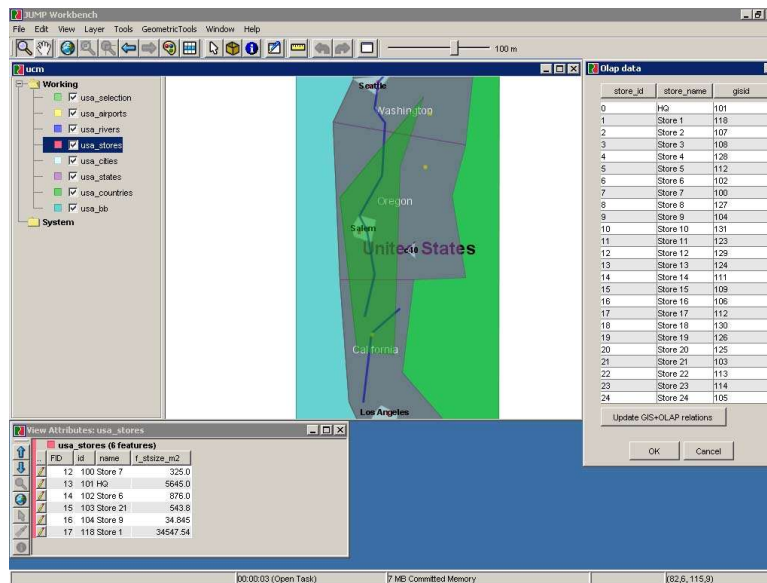 JUMP Workbench
File Edit View Layer Tools GeometricTools Window Help
100 m
ucm
Working
usa_selection
usa_airports
usa_rivers
usa_stores
usa_cities
usa_states
usa_countries
usa_bb
System
Seattle
Washington
Oregon
Salem
United States
California
Los Angeles
Olap data
store_id store_name gisid
0 HQ 101
1 Store 1 118
2 Store 2 107
3 Store 3 108
4 Store 4 128
5 Store 5 112
6 Store 6 102
7 Store 7 100
8 Store 8 127
9 Store 9 104
10 Store 10 131
11 Store 11 123
12 Store 12 129
13 Store 13 124
14 Store 14 111
15 Store 15 109
16 Store 16 106
17 Store 17 112
18 Store 18 130
19 Store 19 126
20 Store 20 125
21 Store 21 103
22 Store 22 113
23 Store 23 114
24 Store 24 105
Update GIS+OLAP relations
OK Cancel
View Attributes: usa_stores
usa_stores (6 features)
FID id name f_stsize_m2
12 100 Store 7 325.0
13 101 HQ 5645.0
14 102 Store 6 876.0
15 103 Store 21 543.8
16 104 Store 9 34.845
17 118 Store 1 34547.54
00:00:03 (Open Task) 7 MB Committed Memory (82,6, 115,9)